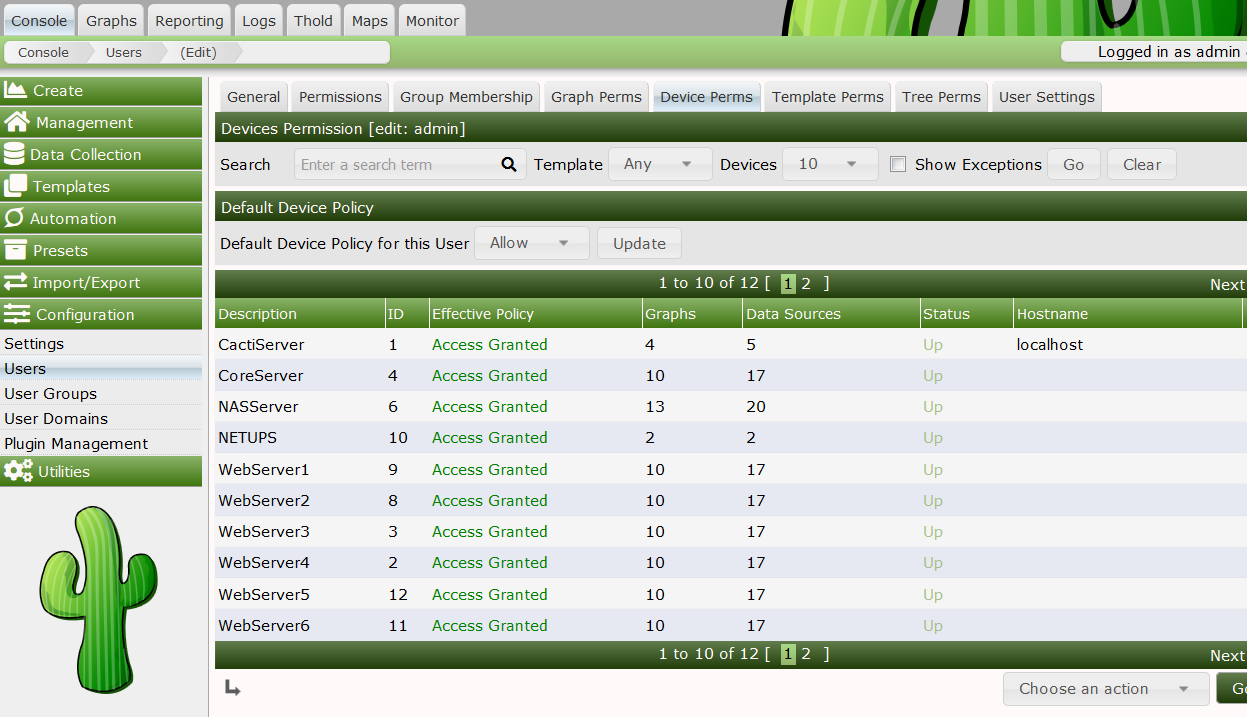 Console Graphs Reporting Logs Thold Maps Monitor
Console Users (Edit) Logged in as admin
Create
Management
Data Collection
Templates
Automation
Presets
Import/Export
Configuration
Settings
Users
User Groups
User Domains
Plugin Management
Utilities
General Permissions Group Membership Graph Perms Device Perms Template Perms Tree Perms User Settings
Devices Permission [edit: admin]
Search Enter a search term Template Any Devices 10 Show Exceptions Go Clear
Default Device Policy
Default Device Policy for this User Allow Update
1 to 10 of 12 [ 1 2 ] Next
Description ID Effective Policy Graphs Data Sources Status Hostname
CactiServer 1 Access Granted 4 5 Up localhost
CoreServer 4 Access Granted 10 17 Up
NASServer 6 Access Granted 13 20 Up
NETUPS 10 Access Granted 2 2 Up
WebServer1 9 Access Granted 10 17 Up
WebServer2 8 Access Granted 10 17 Up
WebServer3 3 Access Granted 10 17 Up
WebServer4 2 Access Granted 10 17 Up
WebServer5 12 Access Granted 10 17 Up
WebServer6 11 Access Granted 10 17 Up
1 to 10 of 12 [ 1 2 ] Next
Choose an action Go